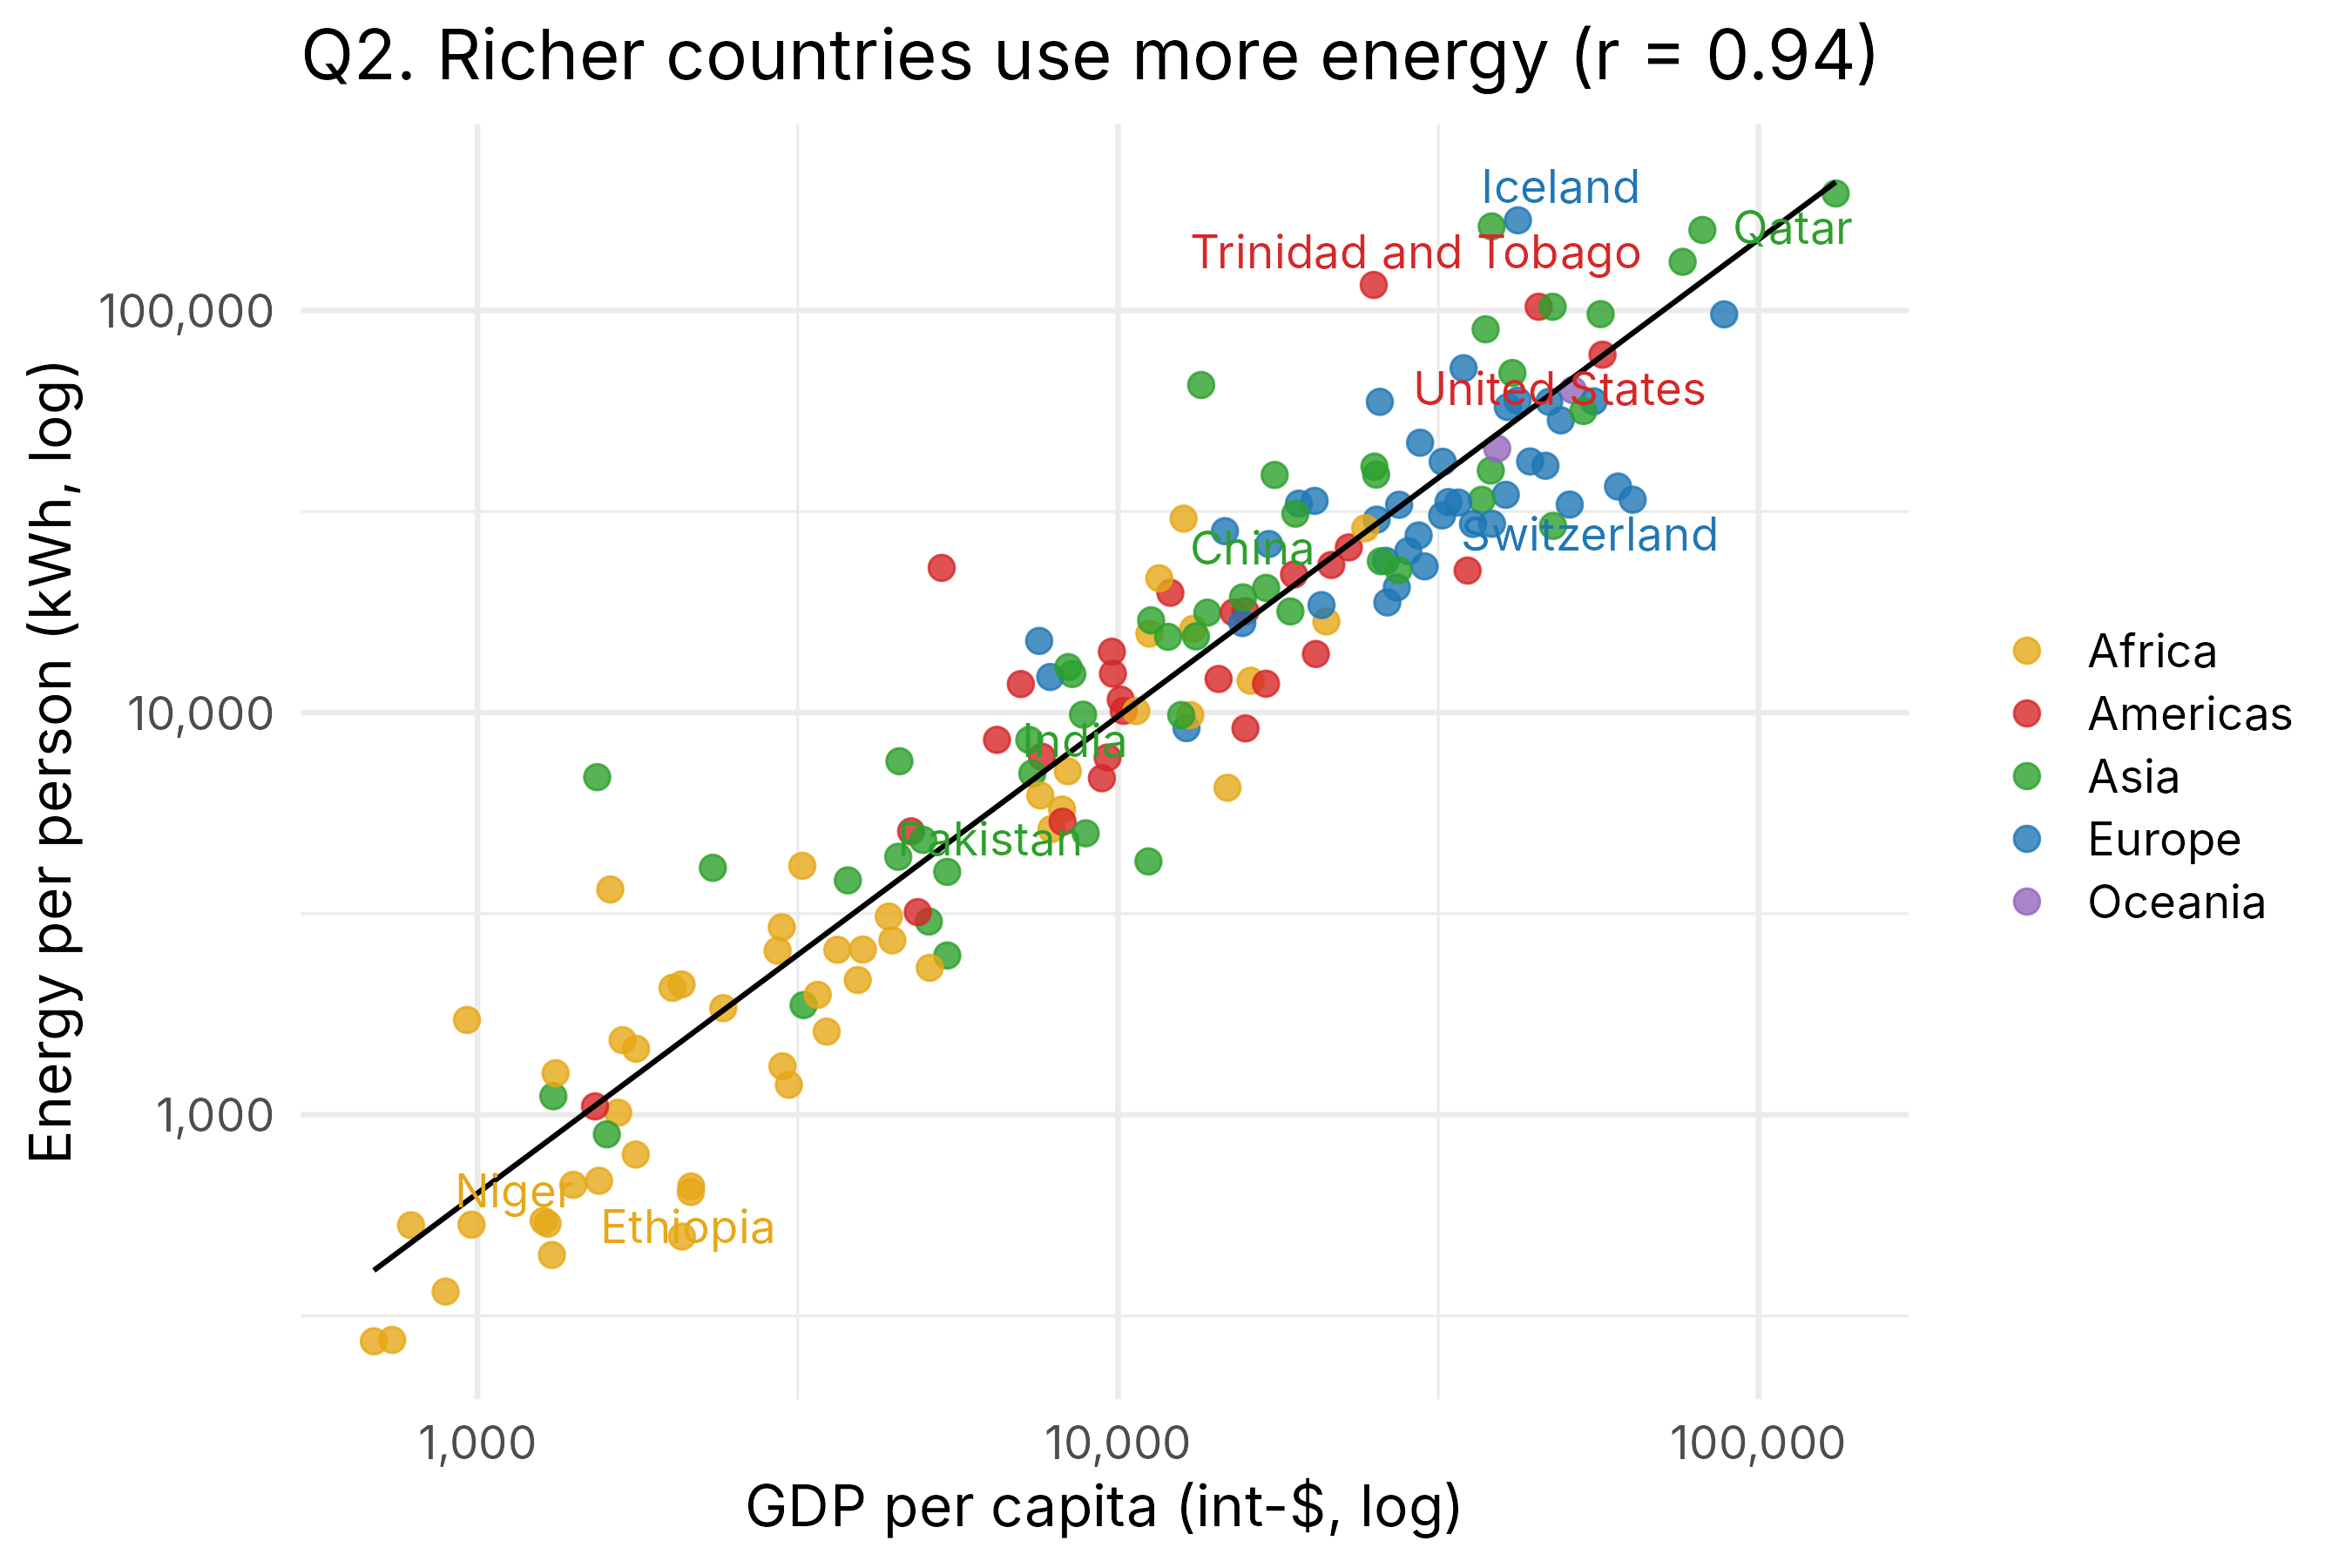 Q2. Richer countries use more energy (r = 0.94)
Iceland
Qatar
Trinidad and Tobago
100,000
United States
China
Switzerland
10,000
India
Pakistan
1,000
Niger
Ethiopia
Energy per person (kWh, log)
1,000
10,000
100,000
GDP per capita (int-$, log)
Africa
Americas
Asia
Europe
Oceania